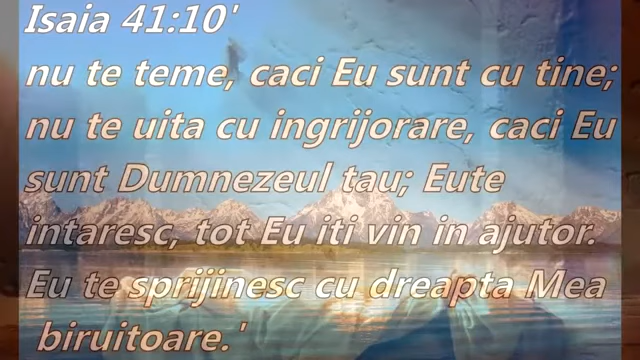 Isaia 41:10'
nu te teme, caci Eu sunt cu tine;
nu te uita cu ingrijorare, caci Eu
sunt Dumnezeul tau; Eute
intaresc, tot Eu iti vin in ajutor.
Eu te sprijinesc cu dreapta Mea
biruitoare.'